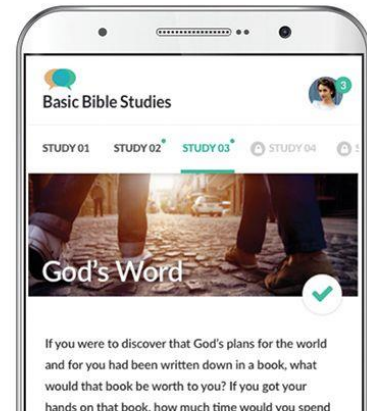 3
Basic Bible Studies
STUDY 01 STUDY 02 STUDY 03 STUDY 04
God's Word
If you were to discover that God's plans for the world
and for you had been written down in a book, what
would that book be worth to you? If you got your
hands on that book, how much time would you spend